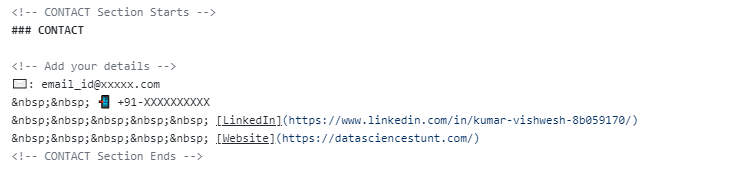 <!-- CONTACT Section Starts -->
### CONTACT
<!-- Add your details -->
📧: email_id@xxxxx.com
&nbsp;&nbsp; 📲 +91-XXXXXXXXXX
&nbsp;&nbsp;&nbsp;&nbsp;&nbsp; [LinkedIn](https://www.linkedin.com/in/kumar-vishwesh-8b059170/)
&nbsp;&nbsp;&nbsp;&nbsp;&nbsp; [Website](https://datasciencestunt.com/)
<!-- CONTACT Section Ends -->